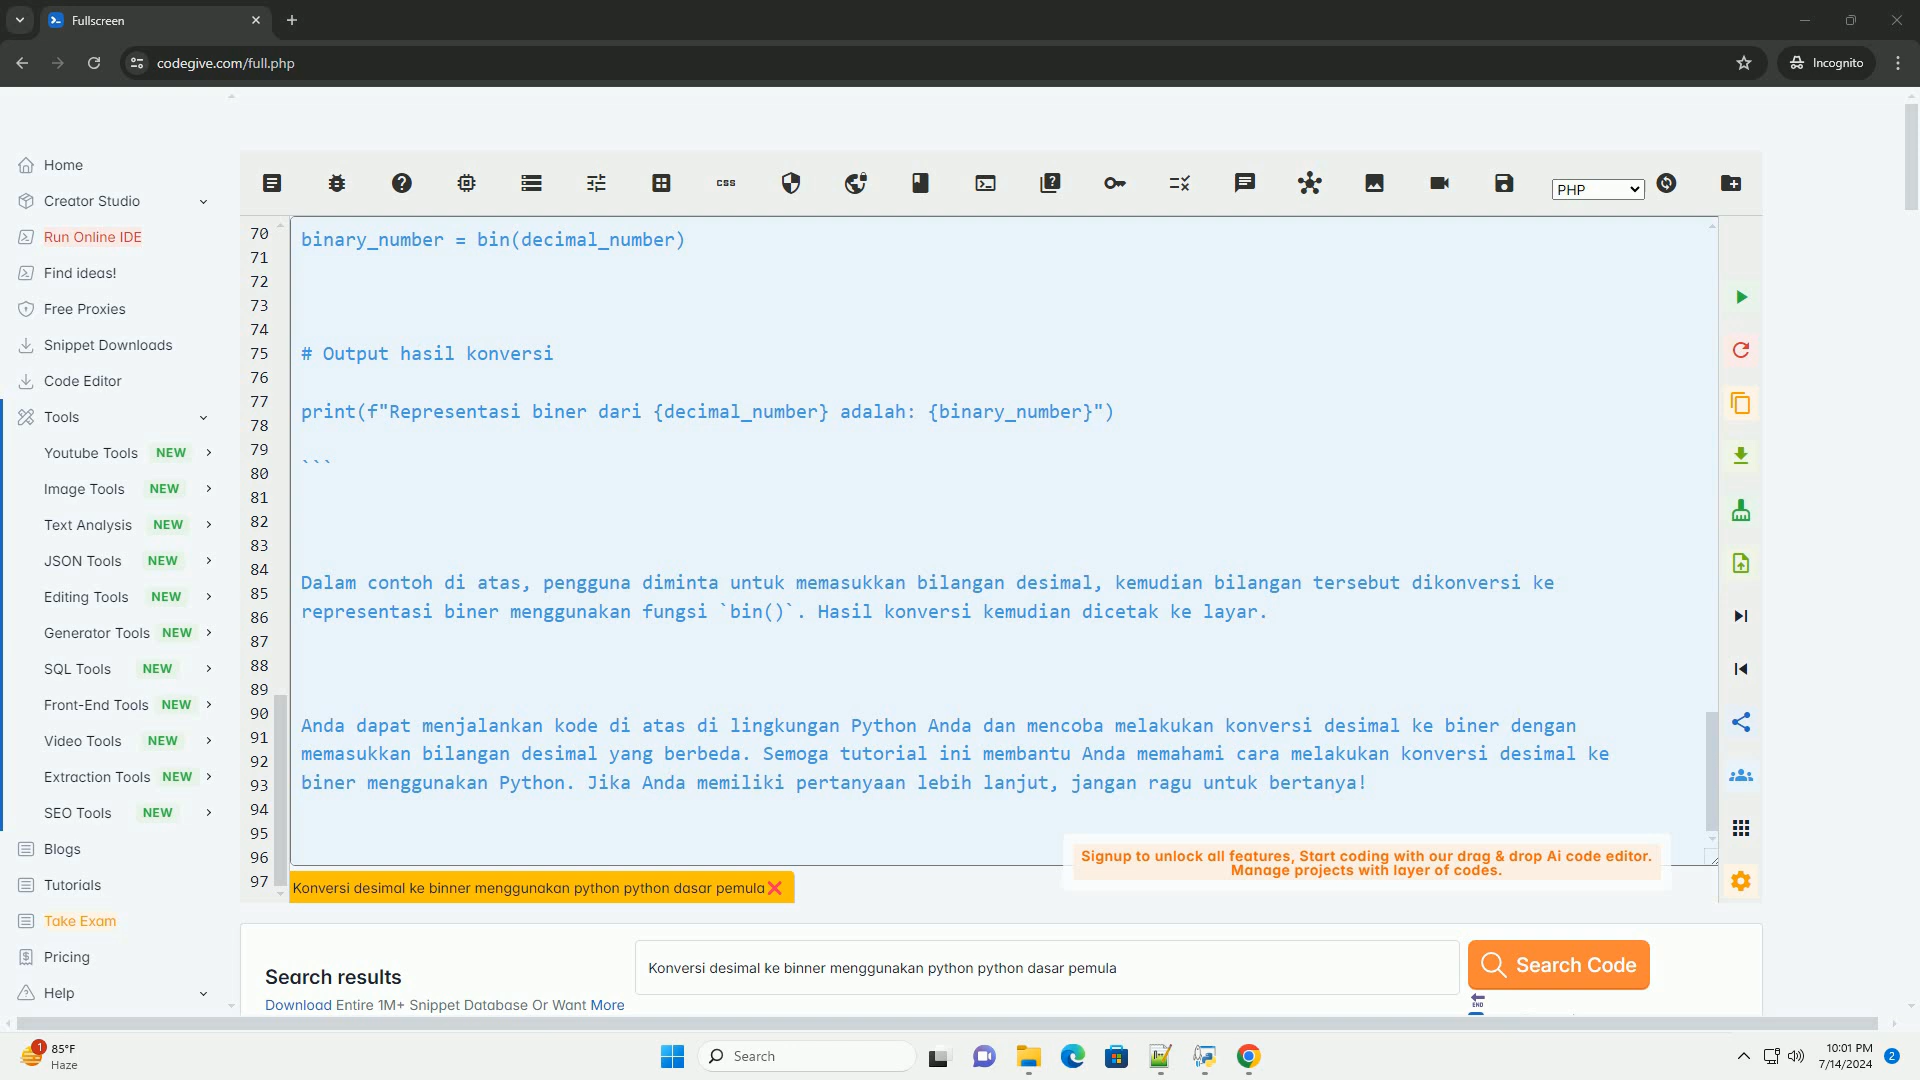 Fullscreen
codegive.com/full.php
Incognito
Home
Creator Studio
Run Online IDE
Find ideas!
Free Proxies
Snippet Downloads
Code Editor
Tools
Youtube Tools NEW
Image Tools NEW
Text Analysis NEW
JSON Tools NEW
Editing Tools NEW
Generator Tools NEW
SQL Tools NEW
Front-End Tools NEW
Video Tools NEW
Extraction Tools NEW
SEO Tools NEW
Blogs
Tutorials
Take Exam
Pricing
Help
css
PHP
70
71
72
73
74
75
76
77
78
79
80
81
82
83
84
85
86
87
88
89
90
91
92
93
94
95
96
97
binary_number = bin(decimal_number)
# Output hasil konversi
print(f"Representasi biner dari {decimal_number} adalah: {binary_number}")
```
Dalam contoh di atas, pengguna diminta untuk memasukkan bilangan desimal, kemudian bilangan tersebut dikonversi ke
representasi biner menggunakan fungsi `bin()`. Hasil konversi kemudian dicetak ke layar.
Anda dapat menjalankan kode di atas di lingkungan Python Anda dan mencoba melakukan konversi desimal ke biner dengan
memasukkan bilangan desimal yang berbeda. Semoga tutorial ini membantu Anda memahami cara melakukan konversi desimal ke
biner menggunakan Python. Jika Anda memiliki pertanyaan lebih lanjut, jangan ragu untuk bertanya!
Signup to unlock all features, Start coding with our drag & drop Ai code editor.
Manage projects with layer of codes.
Konversi desimal ke binner menggunakan python python dasar pemula
Search results
Download Entire 1M+ Snippet Database Or Want More
Konversi desimal ke binner menggunakan python python dasar pemula
Search Code
END
1
85°F
Haze
Search
10:01 PM
7/14/2024
2